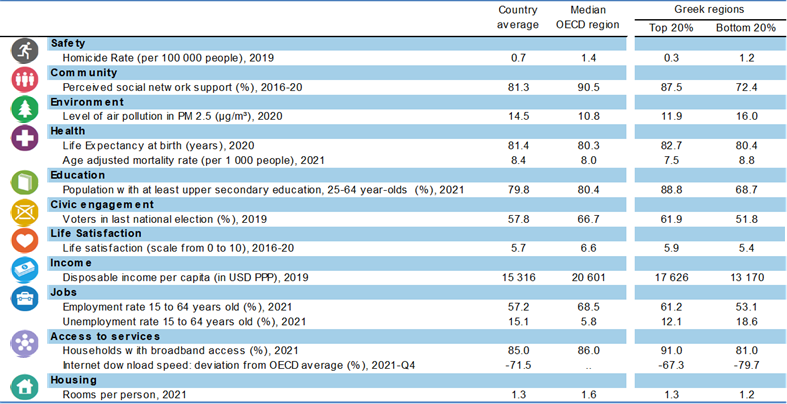 Country average
Median OECD region
Greek regions
Top 20%
Bottom 20%
Safety
Homicide Rate (per 100 000 people), 2019 0.7 1.4 0.3 1.2
Community
Perceived social netw ork support (%), 2016-20 81.3 90.5 87.5 72.4
Environment
Level of air pollution in PM 2.5 (µg/m³), 2020 14.5 10.8 11.9 16.0
Health
Life Expectancy at birth (years), 2020 81.4 80.3 82.7 80.4
Age adjusted mortality rate (per 1 000 people), 2021 8.4 8.0 7.5 8.8
Education
Population w ith at least upper secondary education, 25-64 year-olds (%), 2021 79.8 80.4 88.8 68.7
Civic engagement
Voters in last national election (%), 2019 57.8 66.7 61.9 51.8
Life Satisfaction
Life satisfaction (scale from 0 to 10), 2016-20 5.7 6.6 5.9 5.4
Income
Disposable income per capita (in USD PPP), 2019 15 316 20 601 17 626 13 170
Jobs
Employment rate 15 to 64 years old (%), 2021 57.2 68.5 61.2 53.1
Unemployment rate 15 to 64 years old (%), 2021 15.1 5.8 12.1 18.6
Access to services
Households w ith broadband access (%), 2021 85.0 86.0 91.0 81.0
Internet dow nload speed: deviation from OECD average (%), 2021-Q4 -71.5 .. -67.3 -79.7
Housing
Rooms per person, 2021 1.3 1.6 1.3 1.2